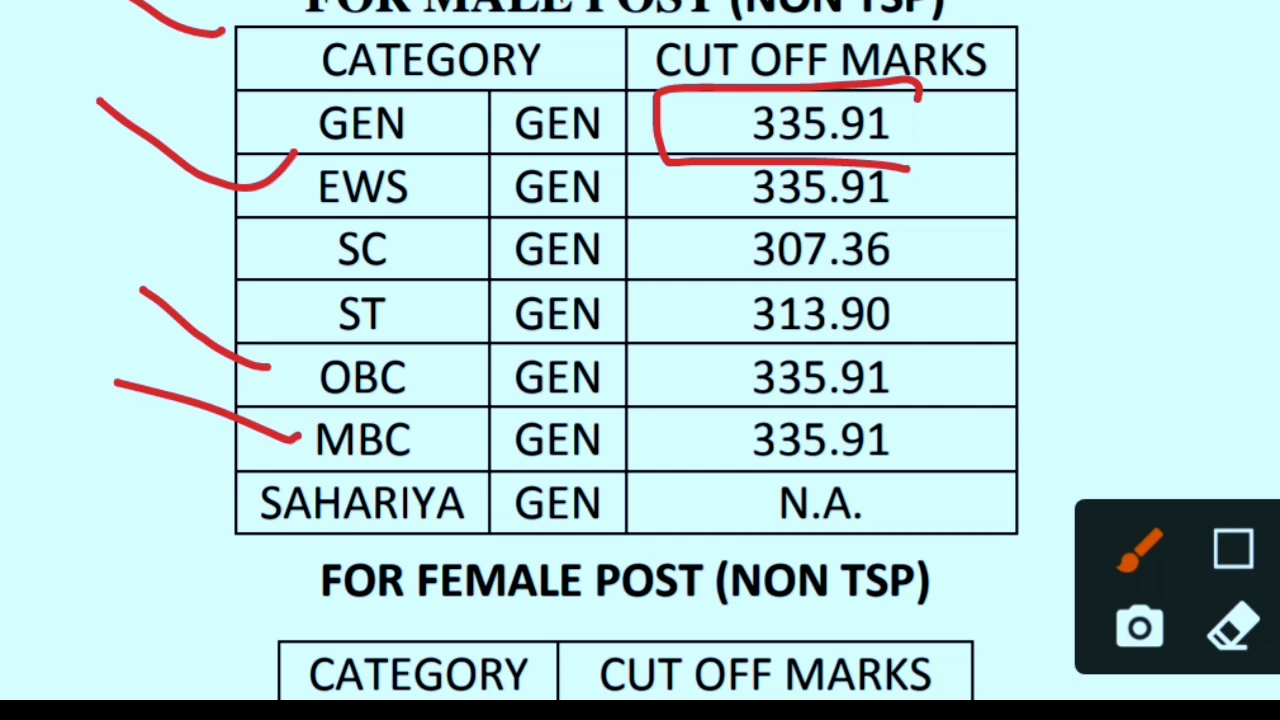 FOR MALE POST (NON TSP)
CATEGORY CUT OFF MARKS
GEN GEN 335.91
EWS GEN 335.91
SC GEN 307.36
ST GEN 313.90
OBC GEN 335.91
MBC GEN 335.91
SAHARIYA GEN N.A.
FOR FEMALE POST (NON TSP)
CATEGORY CUT OFF MARKS